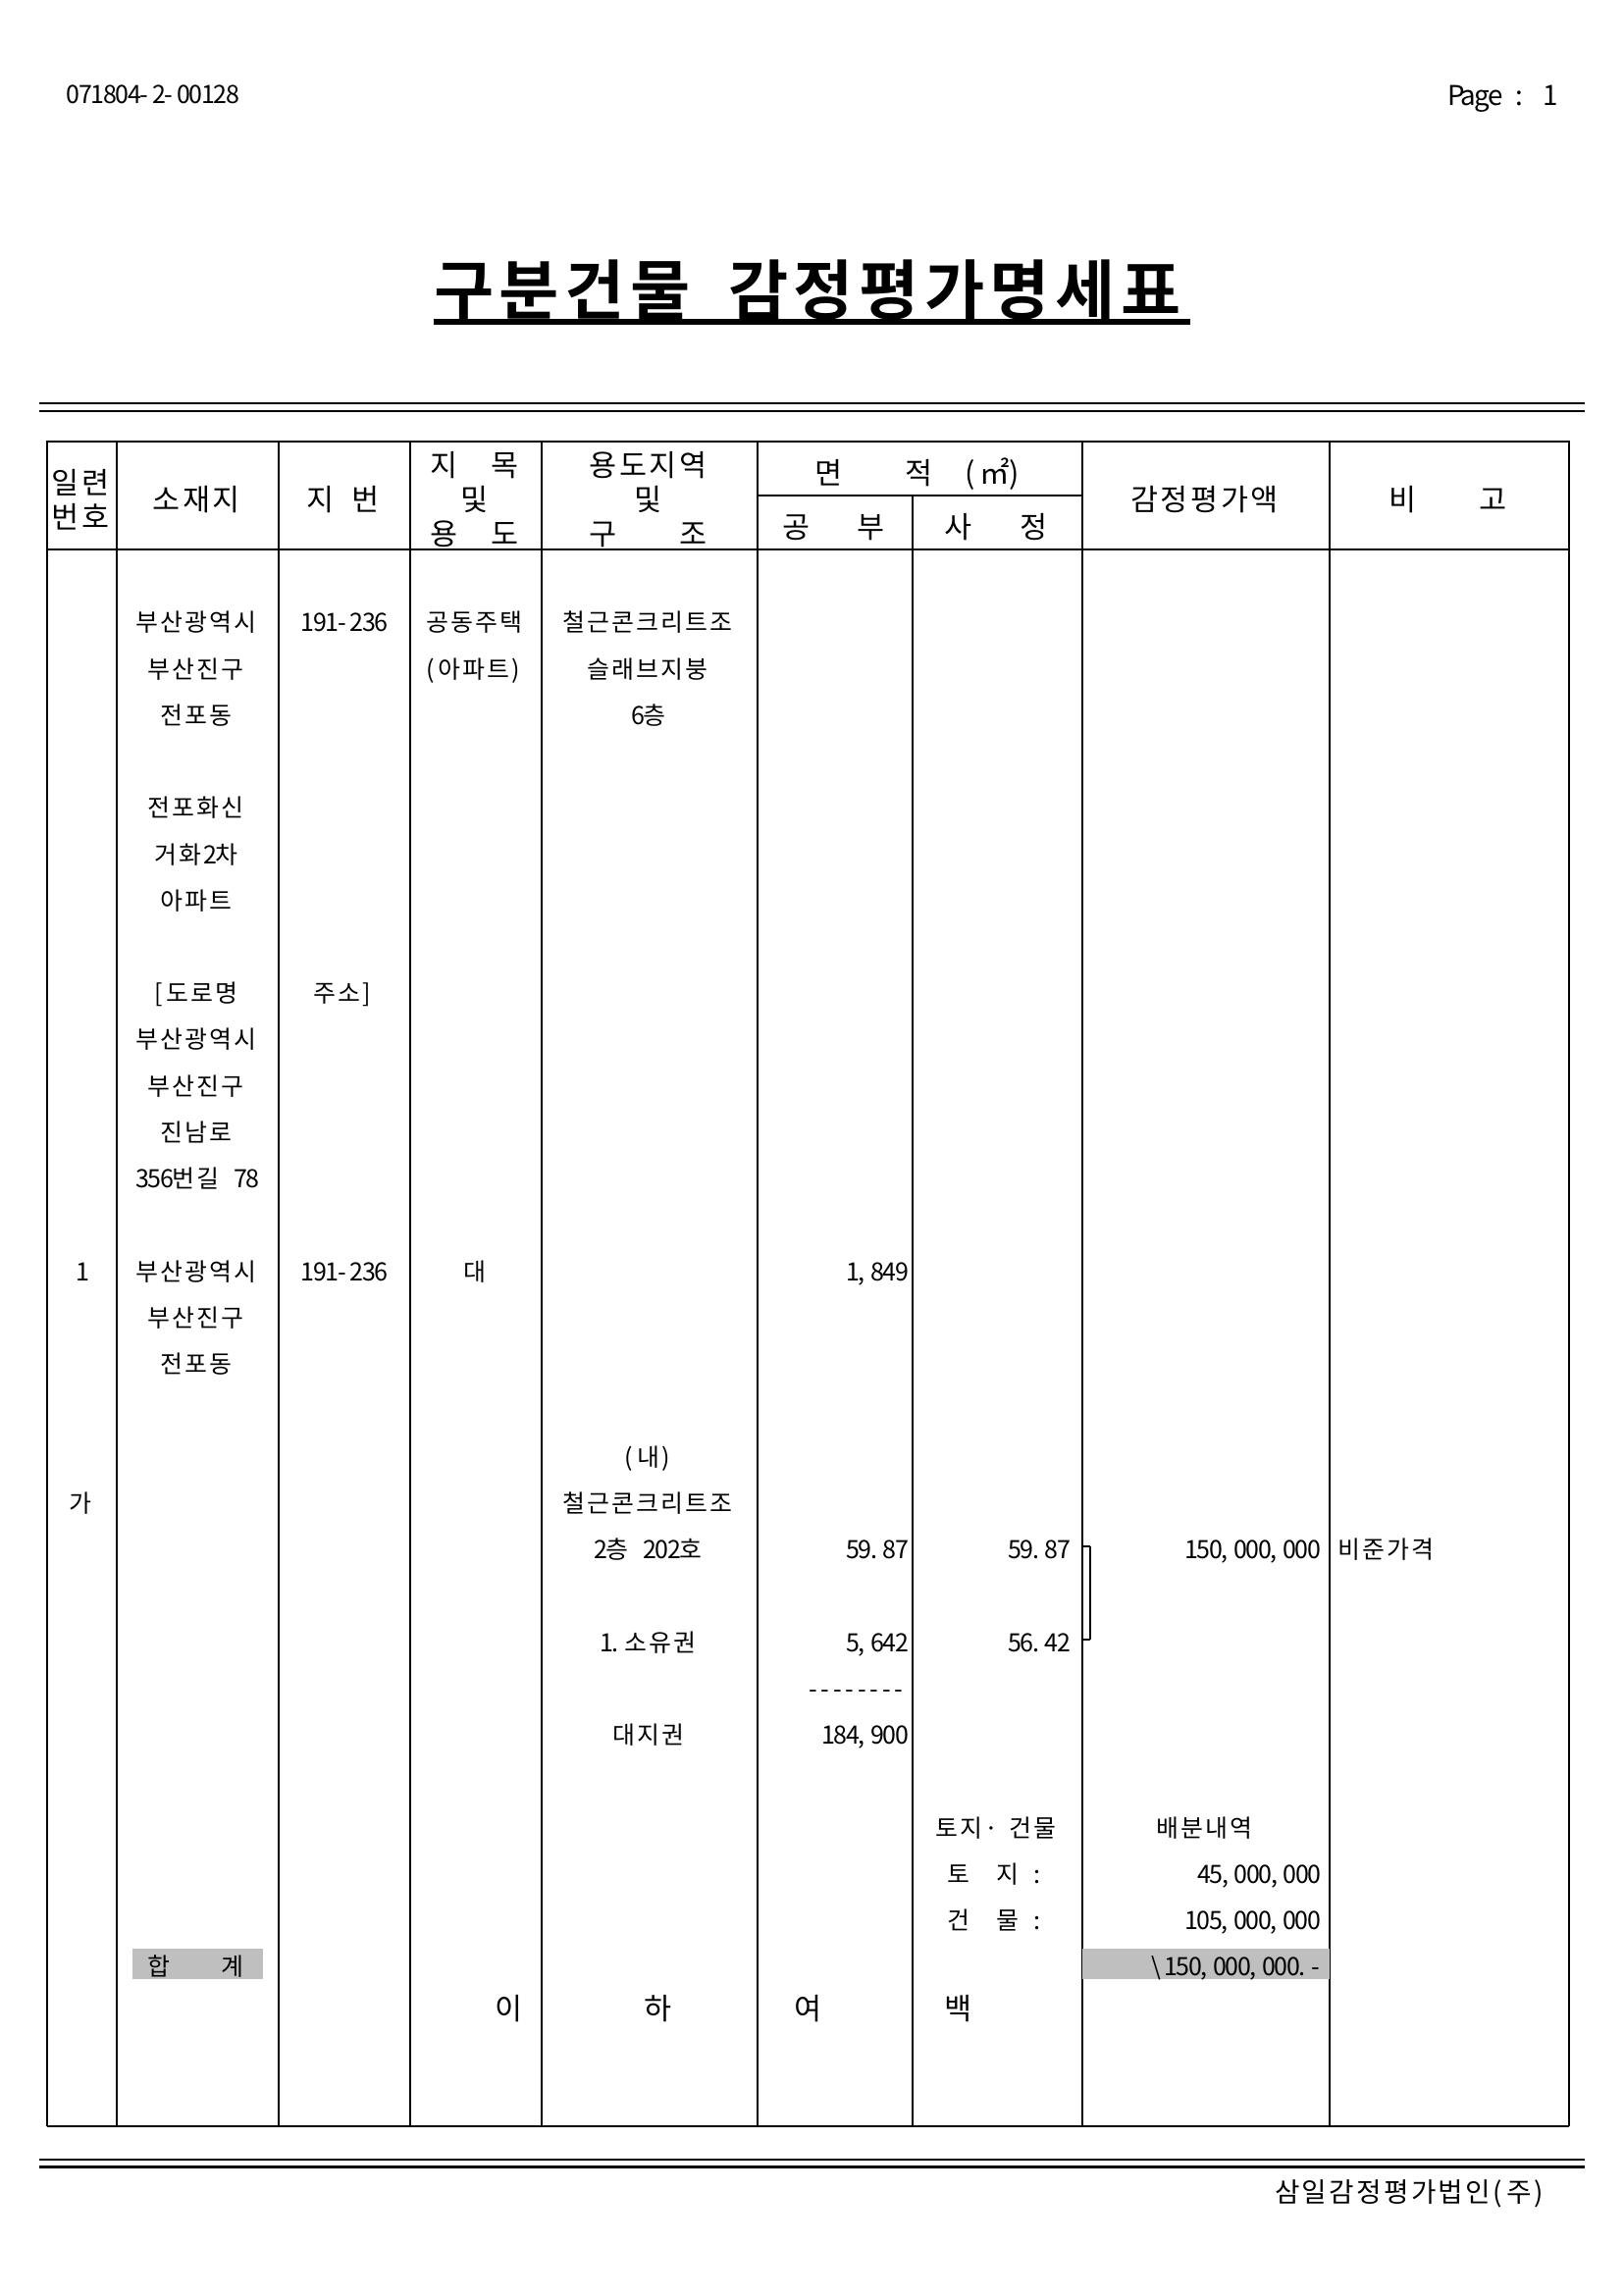 071804-2-00128 Page : 1
구분건물 감정평가명세표
일련 번호 소재지 지 번 지 목 및 용 도 용도지역 및 구 조 면 적 (㎡) 감정평가액 비 고
공 부 사 정
부산광역시 191-236 공동주택 철근콘크리트조
부산진구 (아파트) 슬래브지붕
전포동 6층
전포화신
거화2차
아파트
[도로명 주소]
부산광역시
부산진구
진남로
356번길 78
1 부산광역시 191-236 대 1,849
부산진구
전포동
(내)
가 철근콘크리트조
2층 202호 59.87 59.87 150,000,000 비준가격
1.소유권 5,642 56.42
--------
대지권 184,900
토지·건물 배분내역
토 지 : 45,000,000
건 물 : 105,000,000
합 계 \150,000,000.-
이 하 여 백
삼일감정평가법인(주)